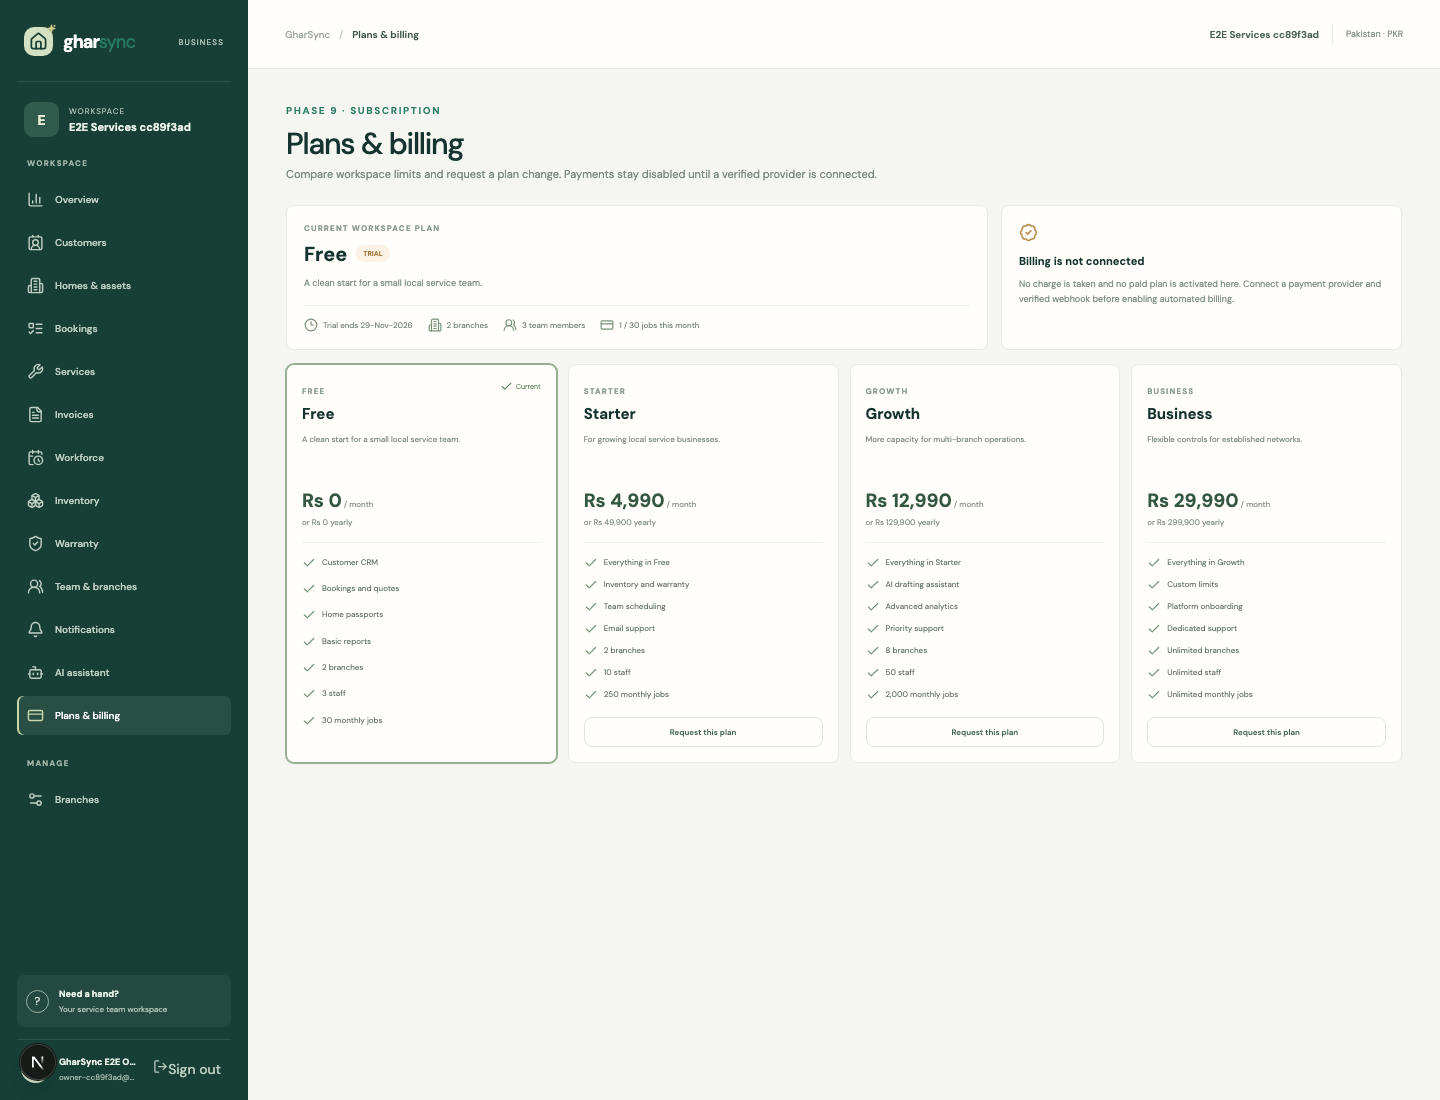 gharsync
BUSINESS
E
WORKSPACE
E2E Services cc89f3ad
WORKSPACE
Overview
Customers
Homes & assets
Bookings
Services
Invoices
Workforce
Inventory
Warranty
Team & branches
Notifications
AI assistant
Plans & billing
MANAGE
Branches
?
Need a hand?
Your service team workspace
N
GharSync E2E O...
owner-cc89f3ad@...
Sign out
GharSync / Plans & billing
E2E Services cc89f3ad
Pakistan · PKR
PHASE 9 · SUBSCRIPTION
Plans & billing
Compare workspace limits and request a plan change. Payments stay disabled until a verified provider is connected.
CURRENT WORKSPACE PLAN
Free TRIAL
A clean start for a small local service team.
Trial ends 29-Nov-2026
2 branches
3 team members
1 / 30 jobs this month
Billing is not connected
No charge is taken and no paid plan is activated here. Connect a payment provider and
verified webhook before enabling automated billing.
FREE
Current
Free
A clean start for a small local service team.
Rs 0 / month
or Rs 0 yearly
Customer CRM
Bookings and quotes
Home passports
Basic reports
2 branches
3 staff
30 monthly jobs
STARTER
Starter
For growing local service businesses.
Rs 4,990 / month
or Rs 49,900 yearly
Everything in Free
Inventory and warranty
Team scheduling
Email support
2 branches
10 staff
250 monthly jobs
Request this plan
GROWTH
Growth
More capacity for multi-branch operations.
Rs 12,990 / month
or Rs 129,900 yearly
Everything in Starter
AI drafting assistant
Advanced analytics
Priority support
8 branches
50 staff
2,000 monthly jobs
Request this plan
BUSINESS
Business
Flexible controls for established networks.
Rs 29,990 / month
or Rs 299,900 yearly
Everything in Growth
Custom limits
Platform onboarding
Dedicated support
Unlimited branches
Unlimited staff
Unlimited monthly jobs
Request this plan